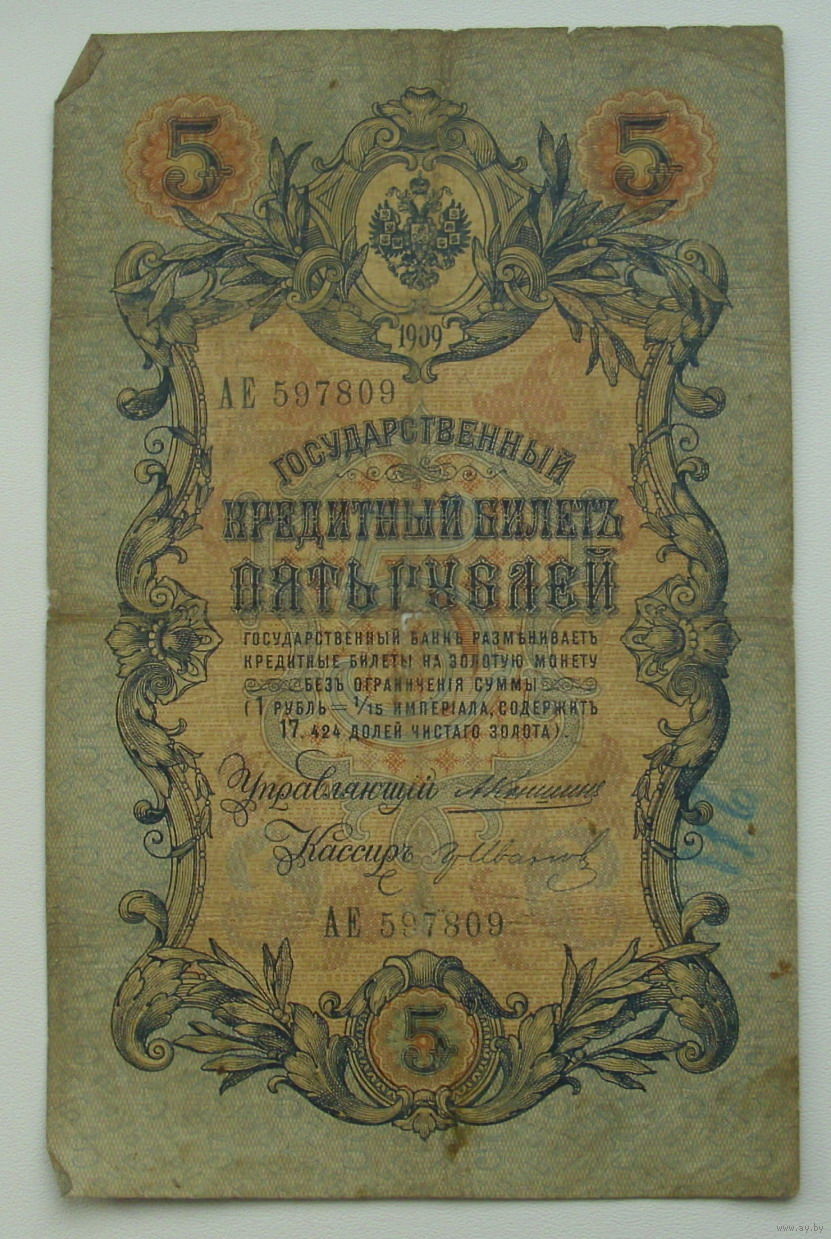 5 5
1909
АЕ 597809
ГОСУДАРСТВЕННЫЙ
КРЕДИТНЫЙ БИЛЕТЪ
ПЯТЬ РУБЛЕЙ
ГОСУДАРСТВЕННЫЙ БАНКЪ РАЗМѢНИВАЕТЪ
КРЕДИТНЫЕ БИЛЕТЫ НА ЗОЛОТУЮ МОНЕТУ
БЕЗЪ ОГРАНИЧЕНІЯ СУММЫ
(1 РУБЛЬ = 1/15 ИМПЕРІАЛА, СОДЕРЖИТЪ
17, 424 ДОЛЕЙ ЧИСТАГО ЗОЛОТА).
Управляющій АКоншинъ
Кассиръ ГрИвановъ
АЕ 597809
5
www.ay.by